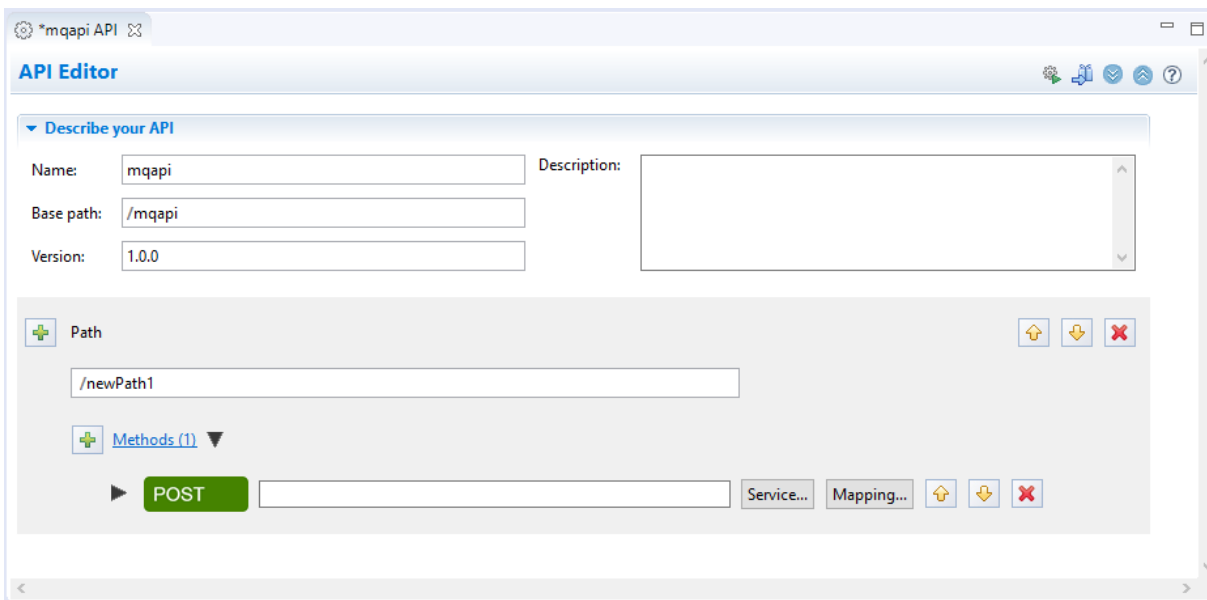 *mqapi API
API Editor
Describe your API
Name:
mqapi
Description:
Base path:
/mqapi
Version:
1.0.0
Path
/newPath1
Methods (1)
POST
Service...
Mapping...